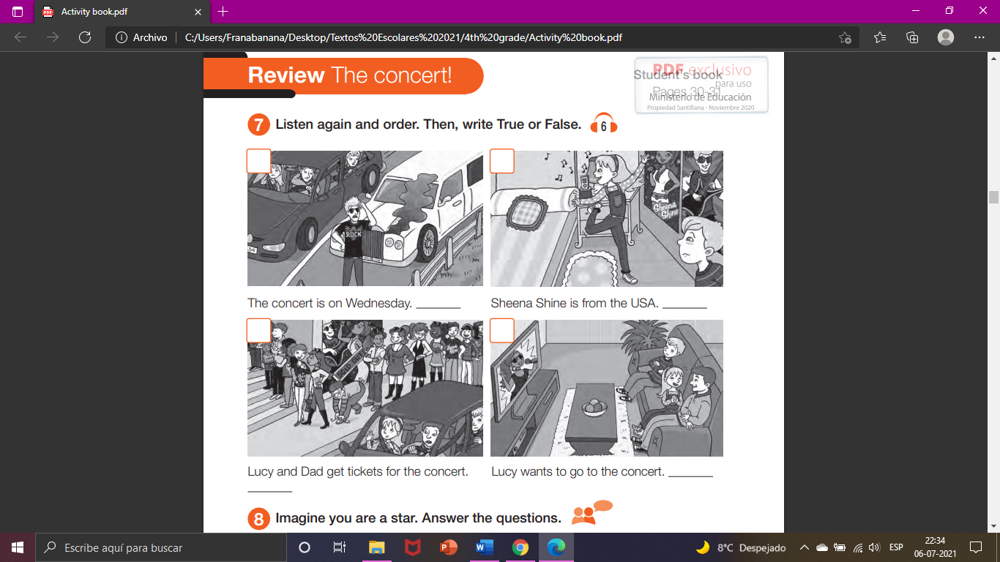 Activity book.pdf
Archivo
C:/Users/Franabanana/Desktop/Textos%20Escolares%202021/4th%20grade/Activity%20book.pdf
Review The concert!
PDF exclusivo
Student's book
para uso
Pages 30-31
Ministerio de Educación
Propiedad Santillana - Noviembre 2020
7 Listen again and order. Then, write True or False. 6
ROCK
Sheena
Shine
The concert is on Wednesday. _______
Sheena Shine is from the USA. _______
SOLD OUT
Lucy and Dad get tickets for the concert.
_______
Lucy wants to go to the concert. _______
8 Imagine you are a star. Answer the questions.
Escribe aquí para buscar
8°C Despejado
ESP
22:34
06-07-2021